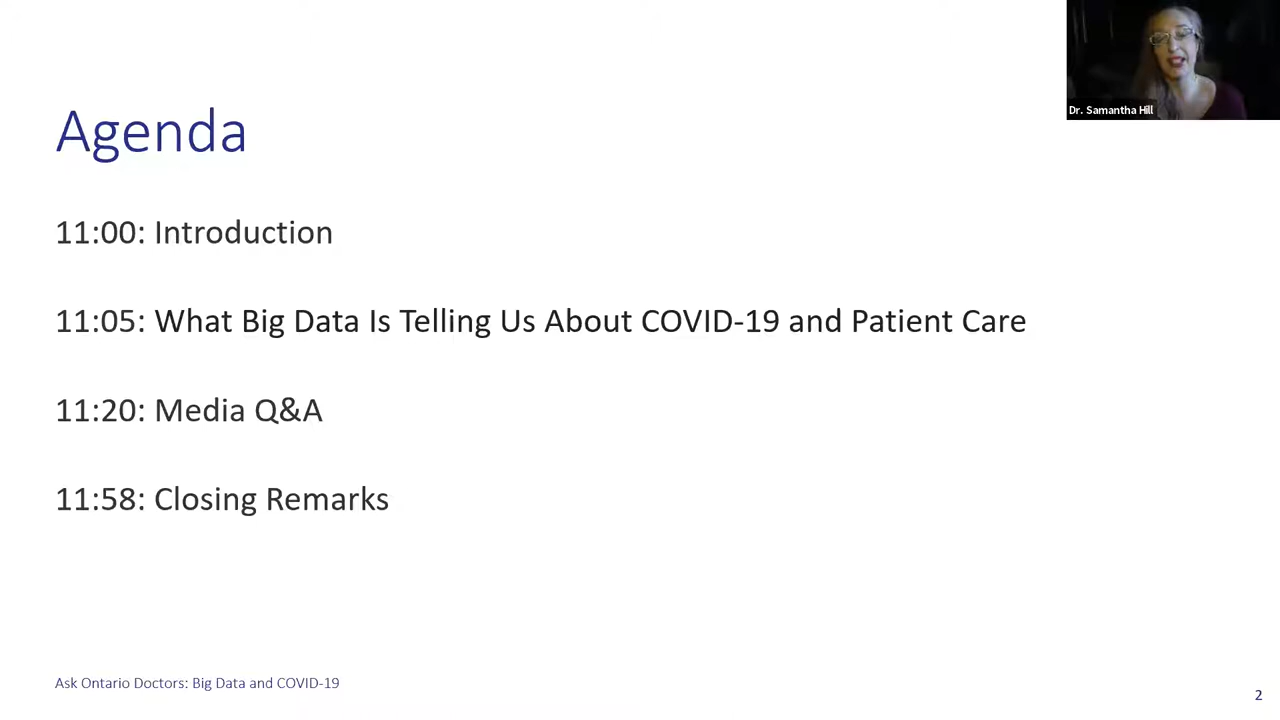 Dr. Samantha Hill
Agenda
11:00: Introduction
11:05: What Big Data Is Telling Us About COVID-19 and Patient Care
11:20: Media Q&A
11:58: Closing Remarks
Ask Ontario Doctors: Big Data and COVID-19
2